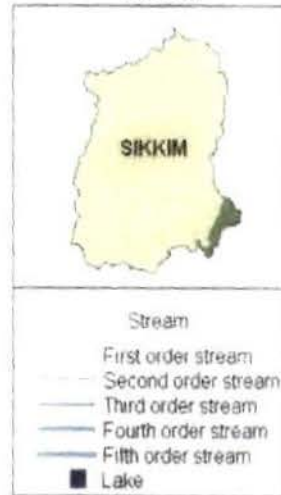 SIKKIM
Stream
First order stream
Second order stream
Third order stream
Fourth order stream
Fifth order stream
Lake